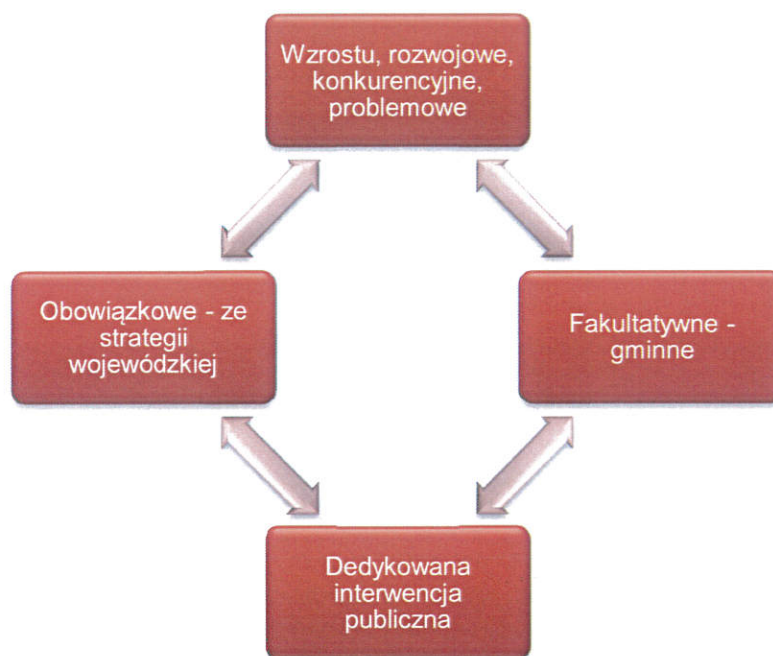 Wzrostu, rozwojowe,
konkurencyjne,
problemowe
Obowiązkowe - ze
strategii
wojewódzkiej
Fakultatywne -
gminne
Dedykowana
interwencja
publiczna